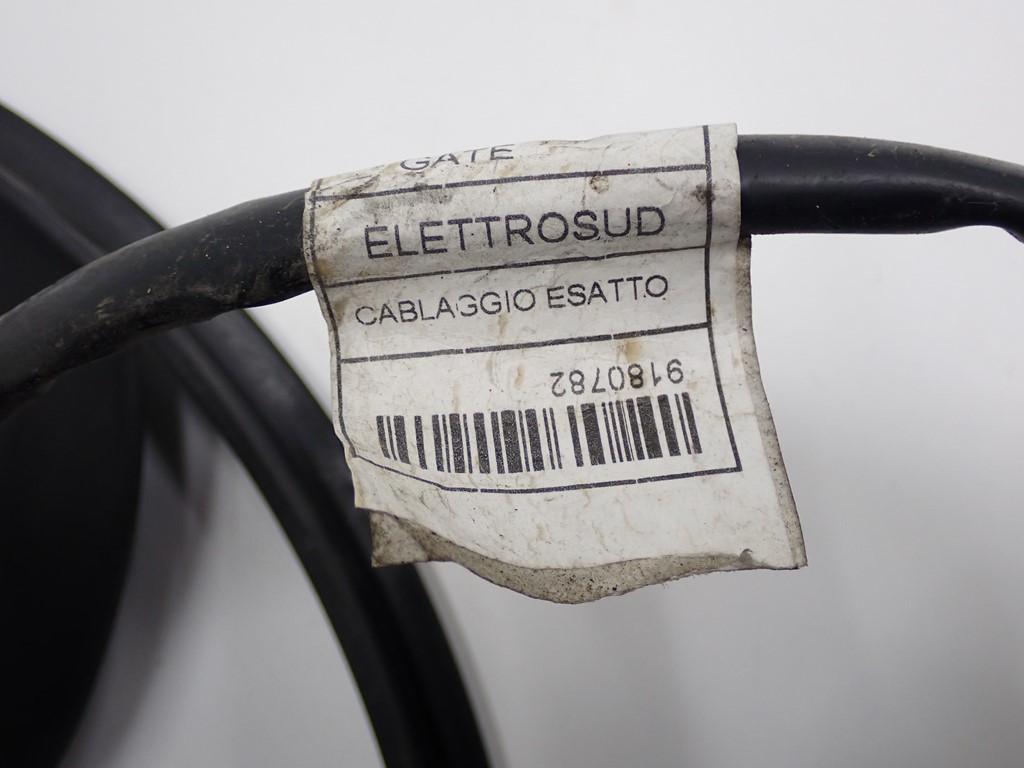 GATE
ELETTROSUD
CABLAGGIO ESATTO
9180782